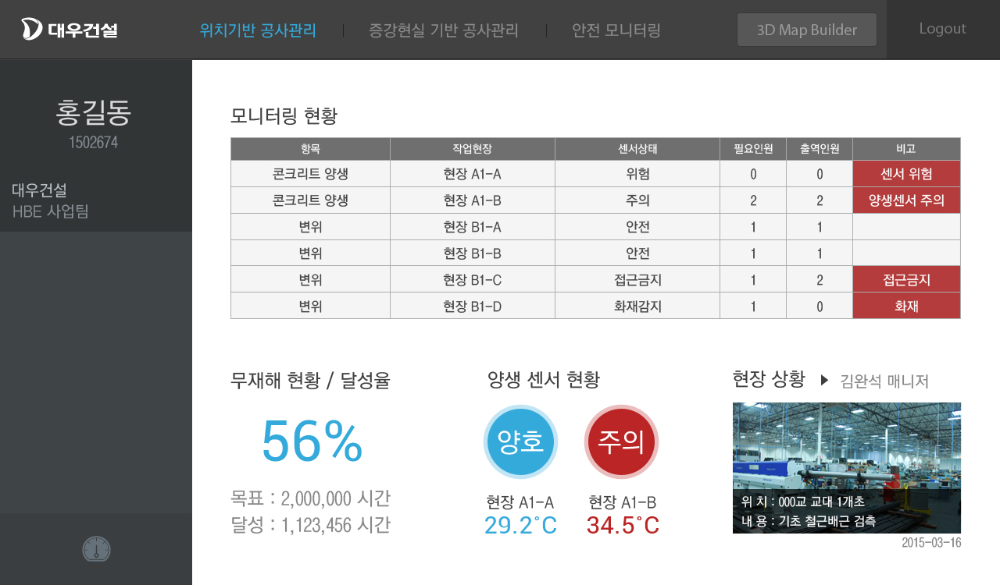 대우건설 위치기반 공사관리 증강현실 기반 공사관리 안전 모니터링 3D Map Builder Logout
홍길동
1502674
대우건설
HBE 사업팀
모니터링 현황
항목 작업현장 센서상태 필요인원 출역인원 비고
콘크리트 양생 현장 A1-A 위험 0 0 센서 위험
콘크리트 양생 현장 A1-B 주의 2 2 양생센서 주의
변위 현장 B1-A 안전 1 1
변위 현장 B1-B 안전 1 1
변위 현장 B1-C 접근금지 1 2 접근금지
변위 현장 B1-D 화재감지 1 0 화재
무재해 현황 / 달성율
56%
목표 : 2,000,000 시간
달성 : 1,123,456 시간
양생 센서 현황
양호 주의
현장 A1-A 현장 A1-B
29.2˚C 34.5˚C
현장 상황 ▶ 김완석 매니저
위 치 : 000교 교대 1개초
내 용 : 기초 철근배근 검측
2015-03-16